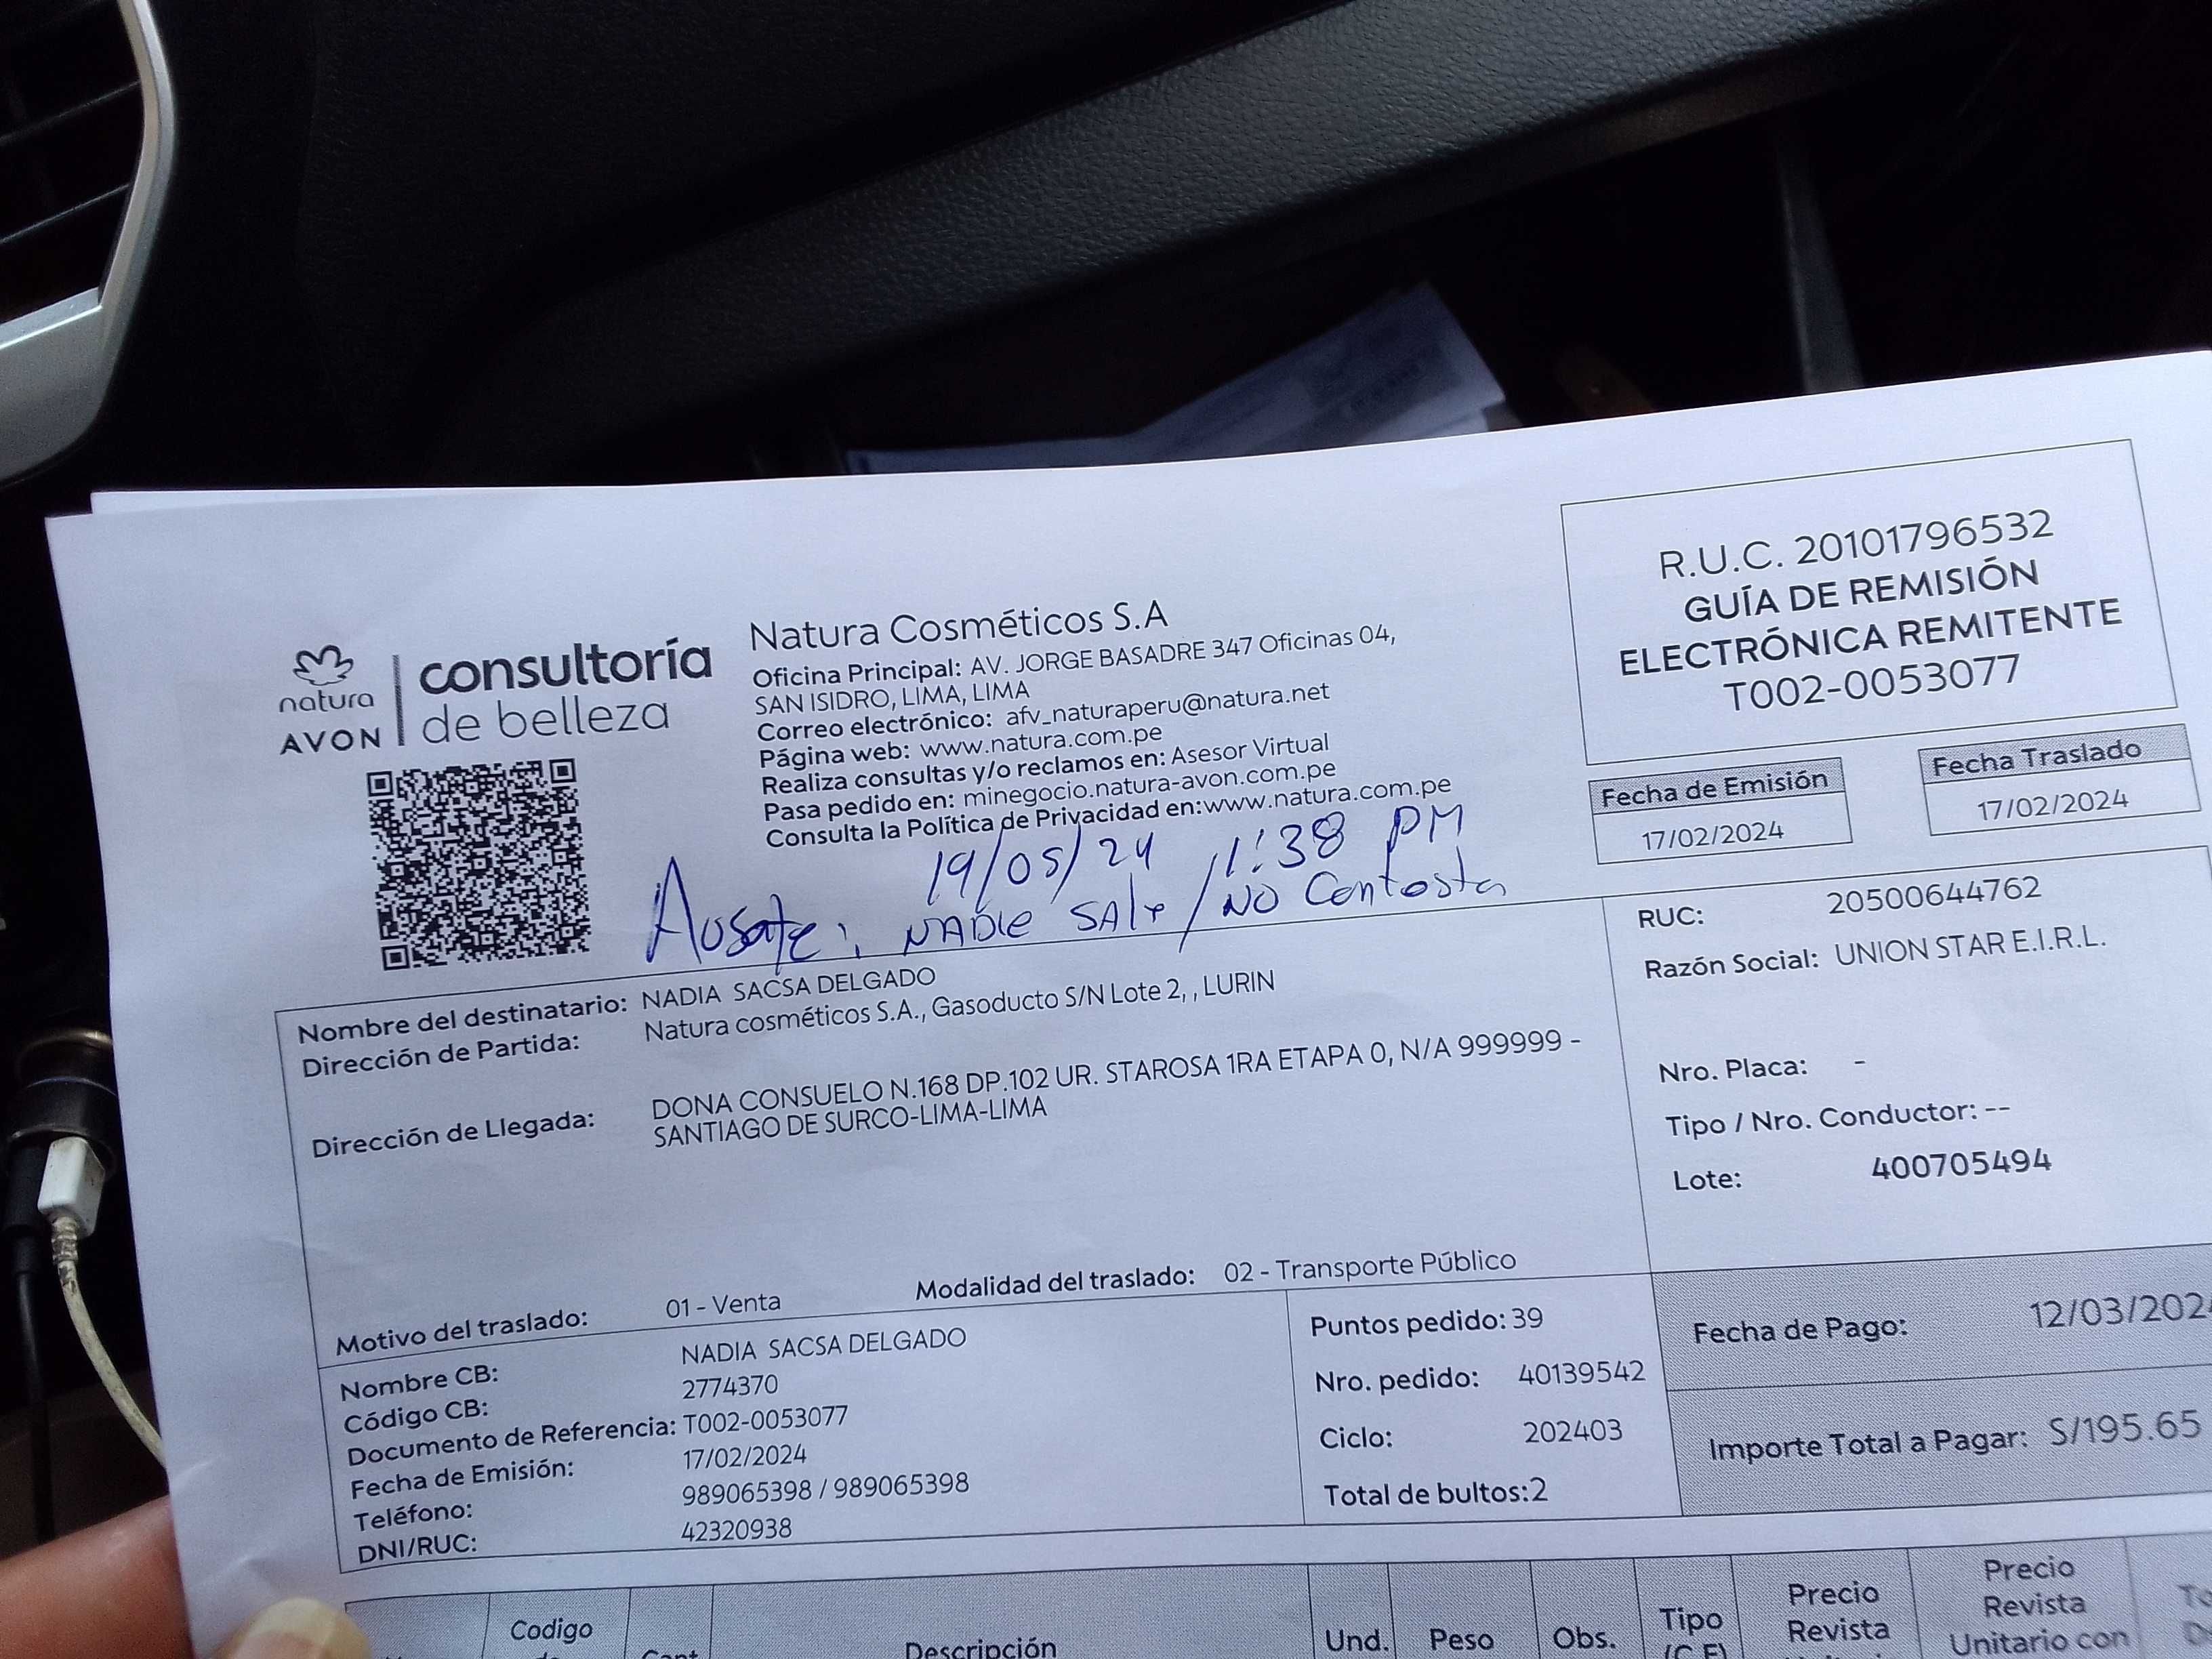 natura
AVON
consultoría
de belleza
Natura Cosméticos S.A
Oficina Principal: AV. JORGE BASADRE 347 Oficinas 04,
SAN ISIDRO, LIMA, LIMA
Correo electrónico: afv_naturaperu@natura.net
Página web: www.natura.com.pe
Realiza consultas y/o reclamos en: Asesor Virtual
Pasa pedido en: minegocio.natura-avon.com.pe
Consulta la Política de Privacidad en:www.natura.com.pe
R.U.C. 20101796532
GUÍA DE REMISIÓN
ELECTRÓNICA REMITENTE
T002-0053077
Fecha de Emisión
17/02/2024
Fecha Traslado
17/02/2024
19/05/24 1:38 PM
NADIE SALE / NO Contesta
Nombre del destinatario: NADIA SACSA DELGADO
Dirección de Partida: Natura cosméticos S.A., Gasoducto S/N Lote 2, , LURIN
Dirección de Llegada: DONA CONSUELO N.168 DP.102 UR. STAROSA 1RA ETAPA 0, N/A 999999 -
SANTIAGO DE SURCO-LIMA-LIMA
Motivo del traslado: 01 - Venta
Modalidad del traslado: 02 - Transporte Público
RUC: 20500644762
Razón Social: UNION STAR E.I.R.L.
Nro. Placa: -
Tipo / Nro. Conductor: --
Lote: 400705494
Nombre CB: NADIA SACSA DELGADO
Código CB: 2774370
Documento de Referencia: T002-0053077
Fecha de Emisión: 17/02/2024
Teléfono: 989065398 / 989065398
DNI/RUC: 42320938
Puntos pedido: 39
Nro. pedido: 40139542
Ciclo: 202403
Total de bultos:2
Fecha de Pago: 12/03/202
Importe Total a Pagar: S/195.65
Codigo
Descripción
Und.
Peso
Obs.
Tipo
Precio
Revista
Precio
Revista
Unitario con